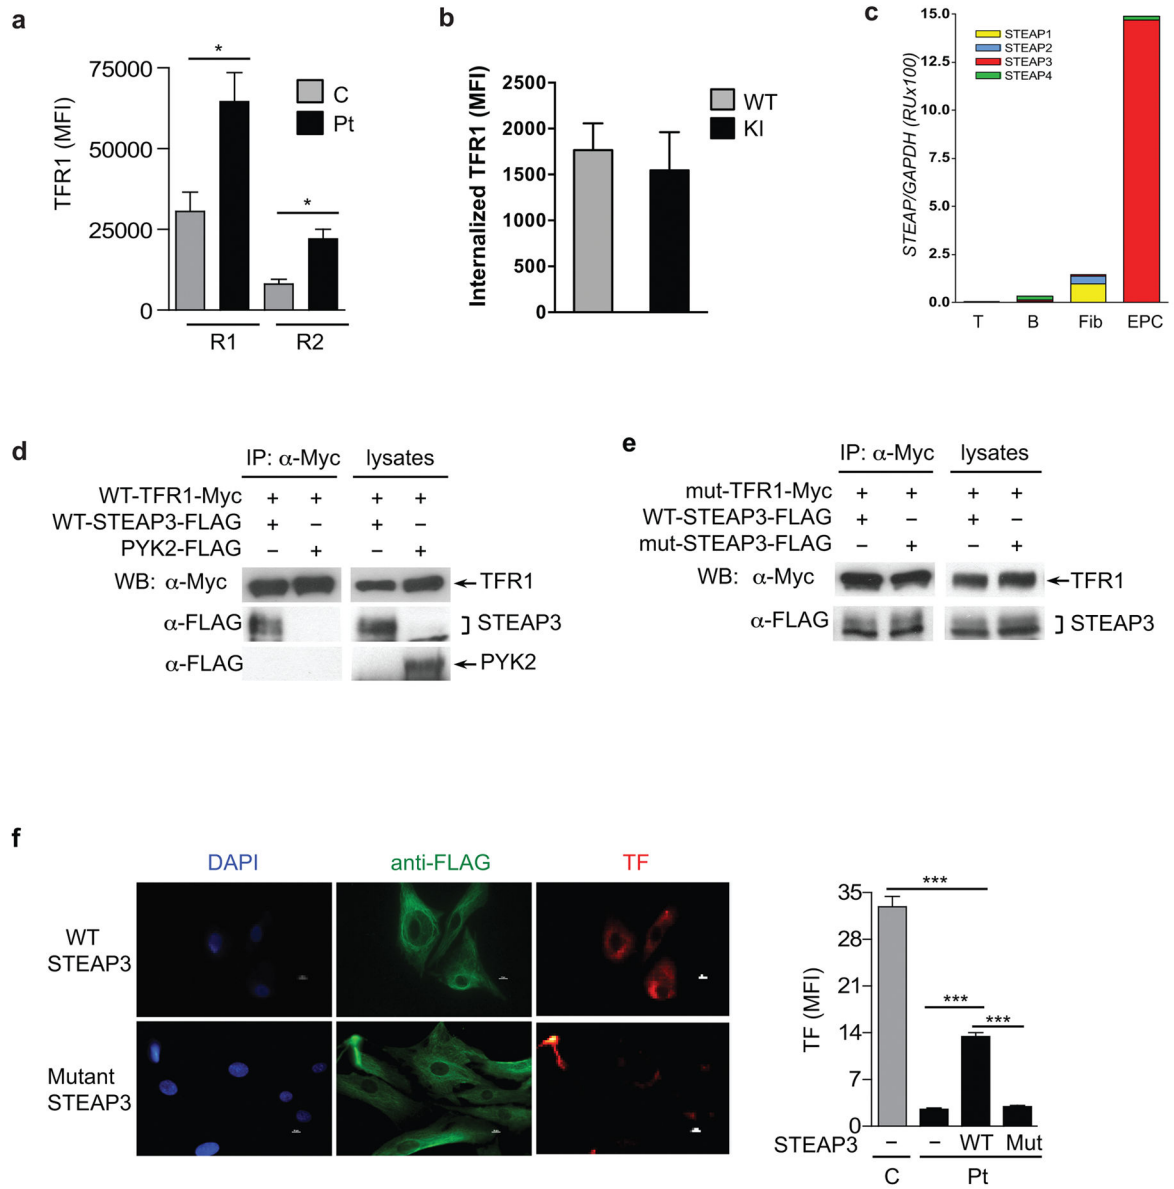 a
TFR1 (MFI)
75000
50000
25000
0
*
*
C
Pt
R1
R2
b
Internalized TFR1 (MFI)
2500
2000
1500
1000
500
0
WT
KI
c
STEAP/GAPDH (RUx100)
15.0
12.5
10.0
7.5
5.0
2.5
0.0
STEAP1
STEAP2
STEAP3
STEAP4
T B Fib EPC
d
IP: α-Myc lysates
WT-TFR1-Myc + + + +
WT-STEAP3-FLAG + – + –
PYK2-FLAG – + – +
WB: α-Myc TFR1
α-FLAG STEAP3
α-FLAG PYK2
e
IP: α-Myc lysates
mut-TFR1-Myc + + + +
WT-STEAP3-FLAG + – + –
mut-STEAP3-FLAG – + – +
WB: α-Myc TFR1
α-FLAG STEAP3
f
DAPI anti-FLAG TF
WT
STEAP3
Mutant
STEAP3
TF (MFI)
35
28
21
14
7
0
***
***
***
STEAP3 – – WT Mut
C Pt